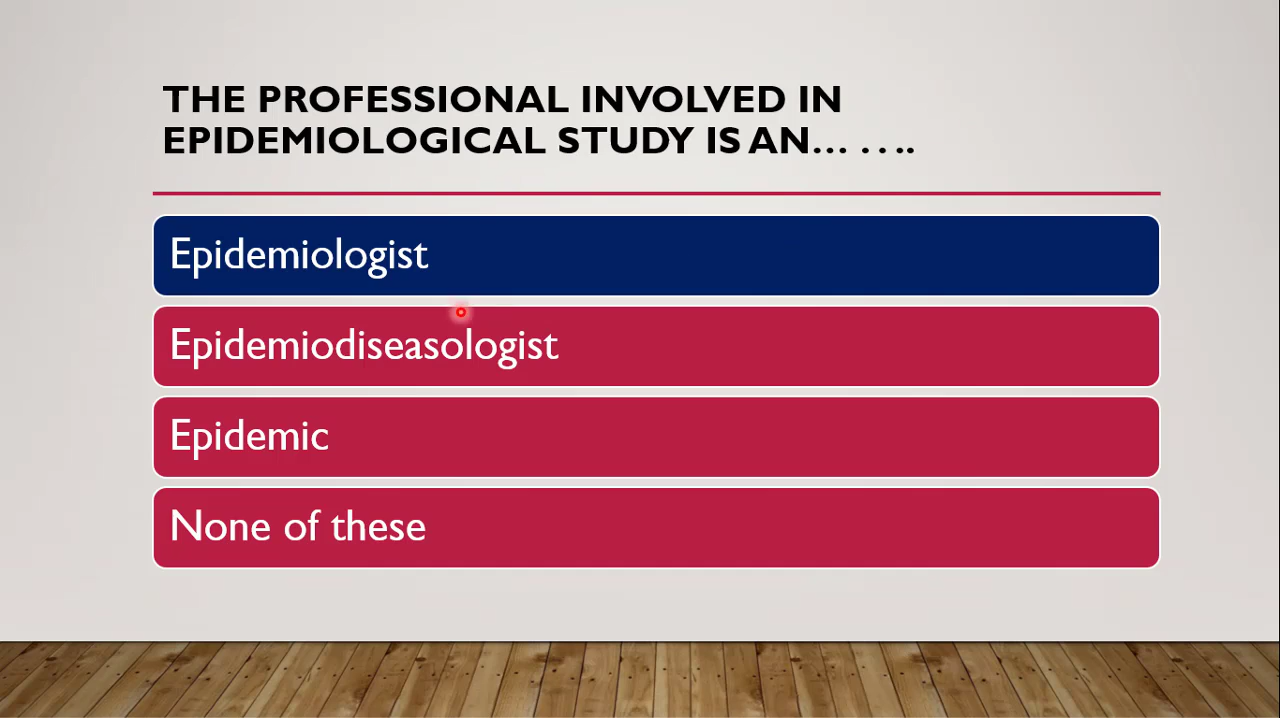 THE PROFESSIONAL INVOLVED IN
EPIDEMIOLOGICAL STUDY IS AN... ....
Epidemiologist
Epidemiodiseasologist
Epidemic
None of these